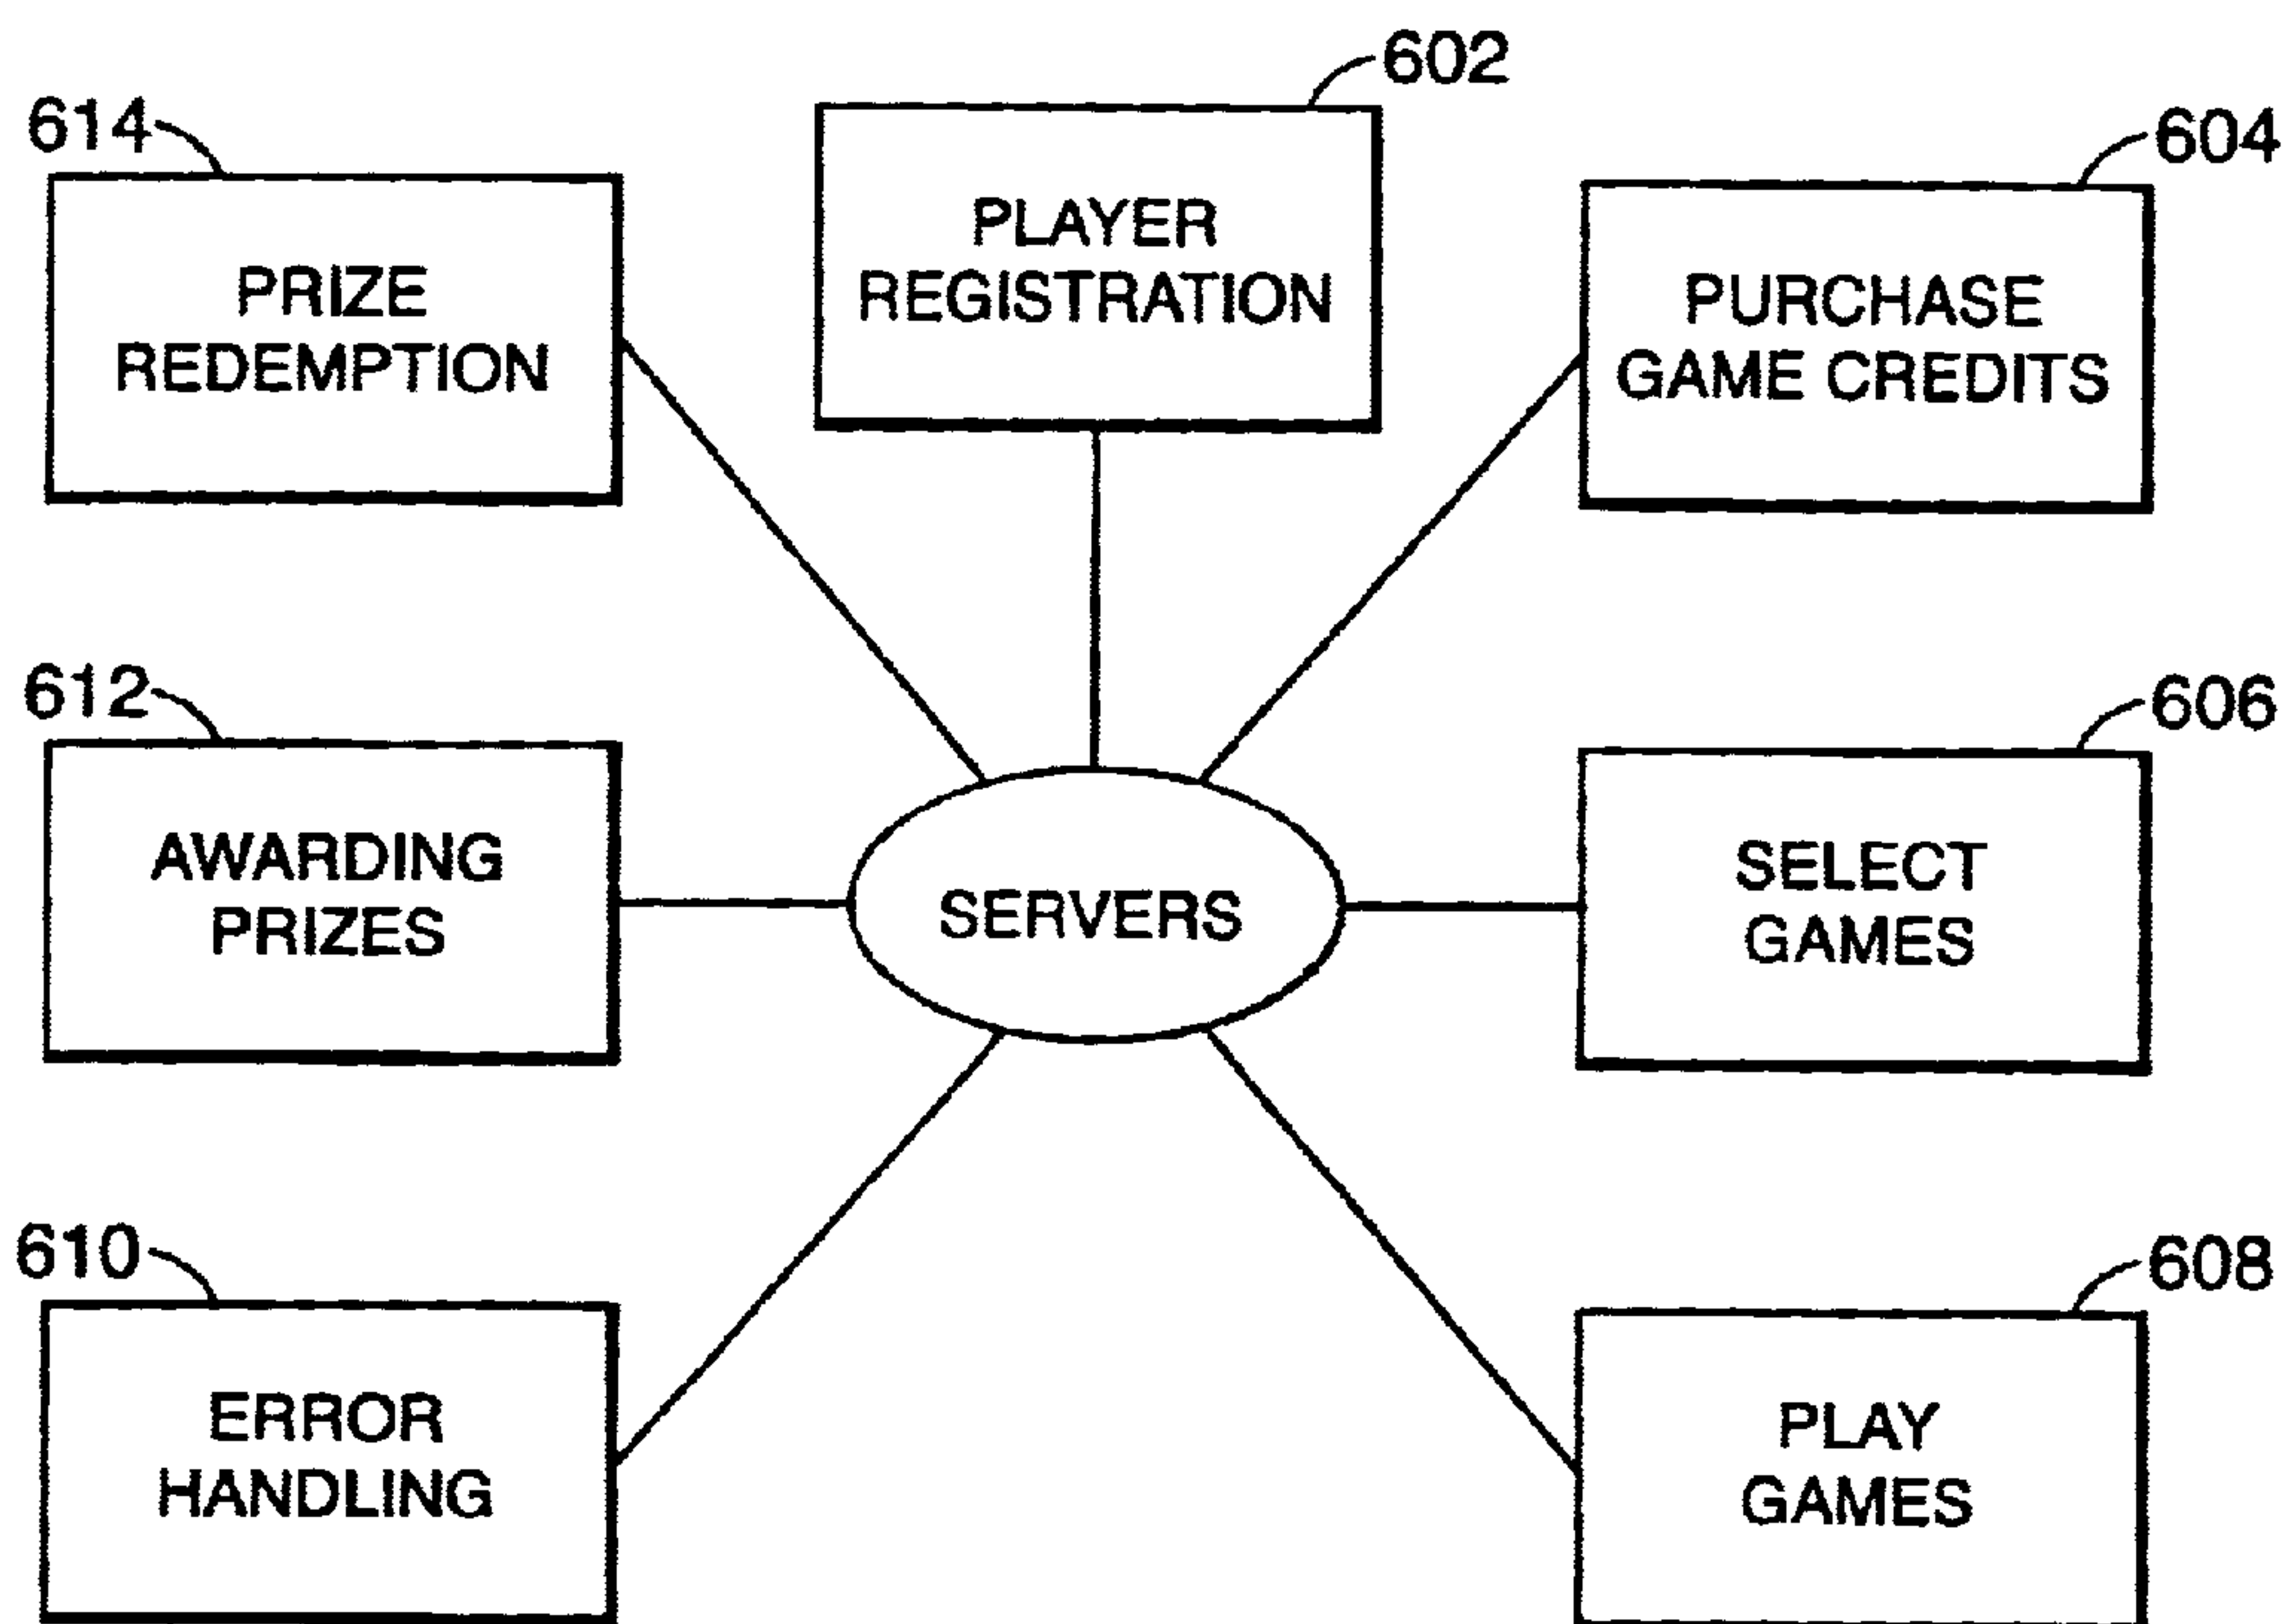 602
PLAYER
REGISTRATION
604
PURCHASE
GAME CREDITS
606
SELECT
GAMES
608
PLAY
GAMES
610
ERROR
HANDLING
612
AWARDING
PRIZES
614
PRIZE
REDEMPTION
SERVERS